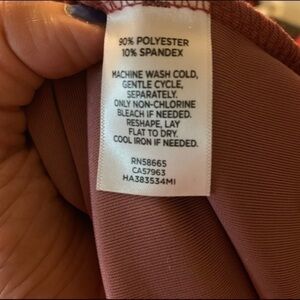 90% POLYESTER
10% SPANDEX
MACHINE WASH COLD,
GENTLE CYCLE,
SEPARATELY.
ONLY NON-CHLORINE
BLEACH IF NEEDED.
RESHAPE, LAY
FLAT TO DRY.
COOL IRON IF NEEDED.
RN58665
CA57963
HA383534MI